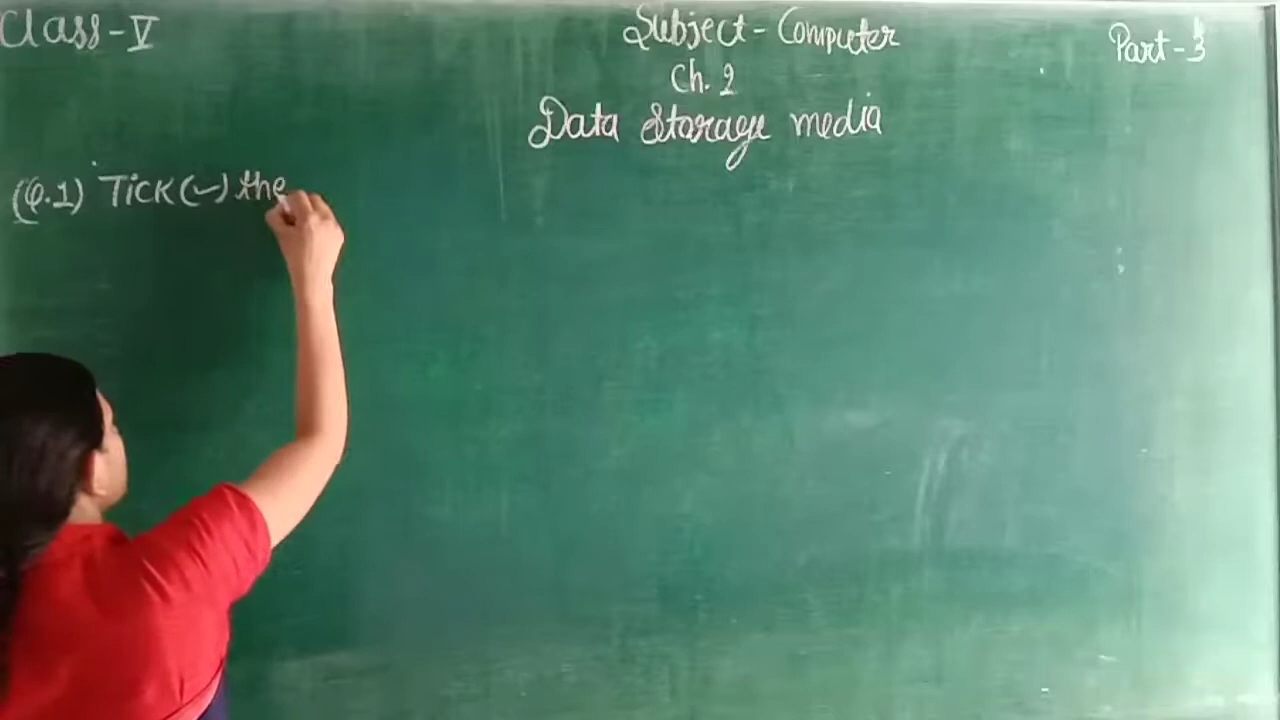 Class-V
Subject-Computer
Part-3
Ch. 2
Data Storage media
(Q.1) Tick (✓) the